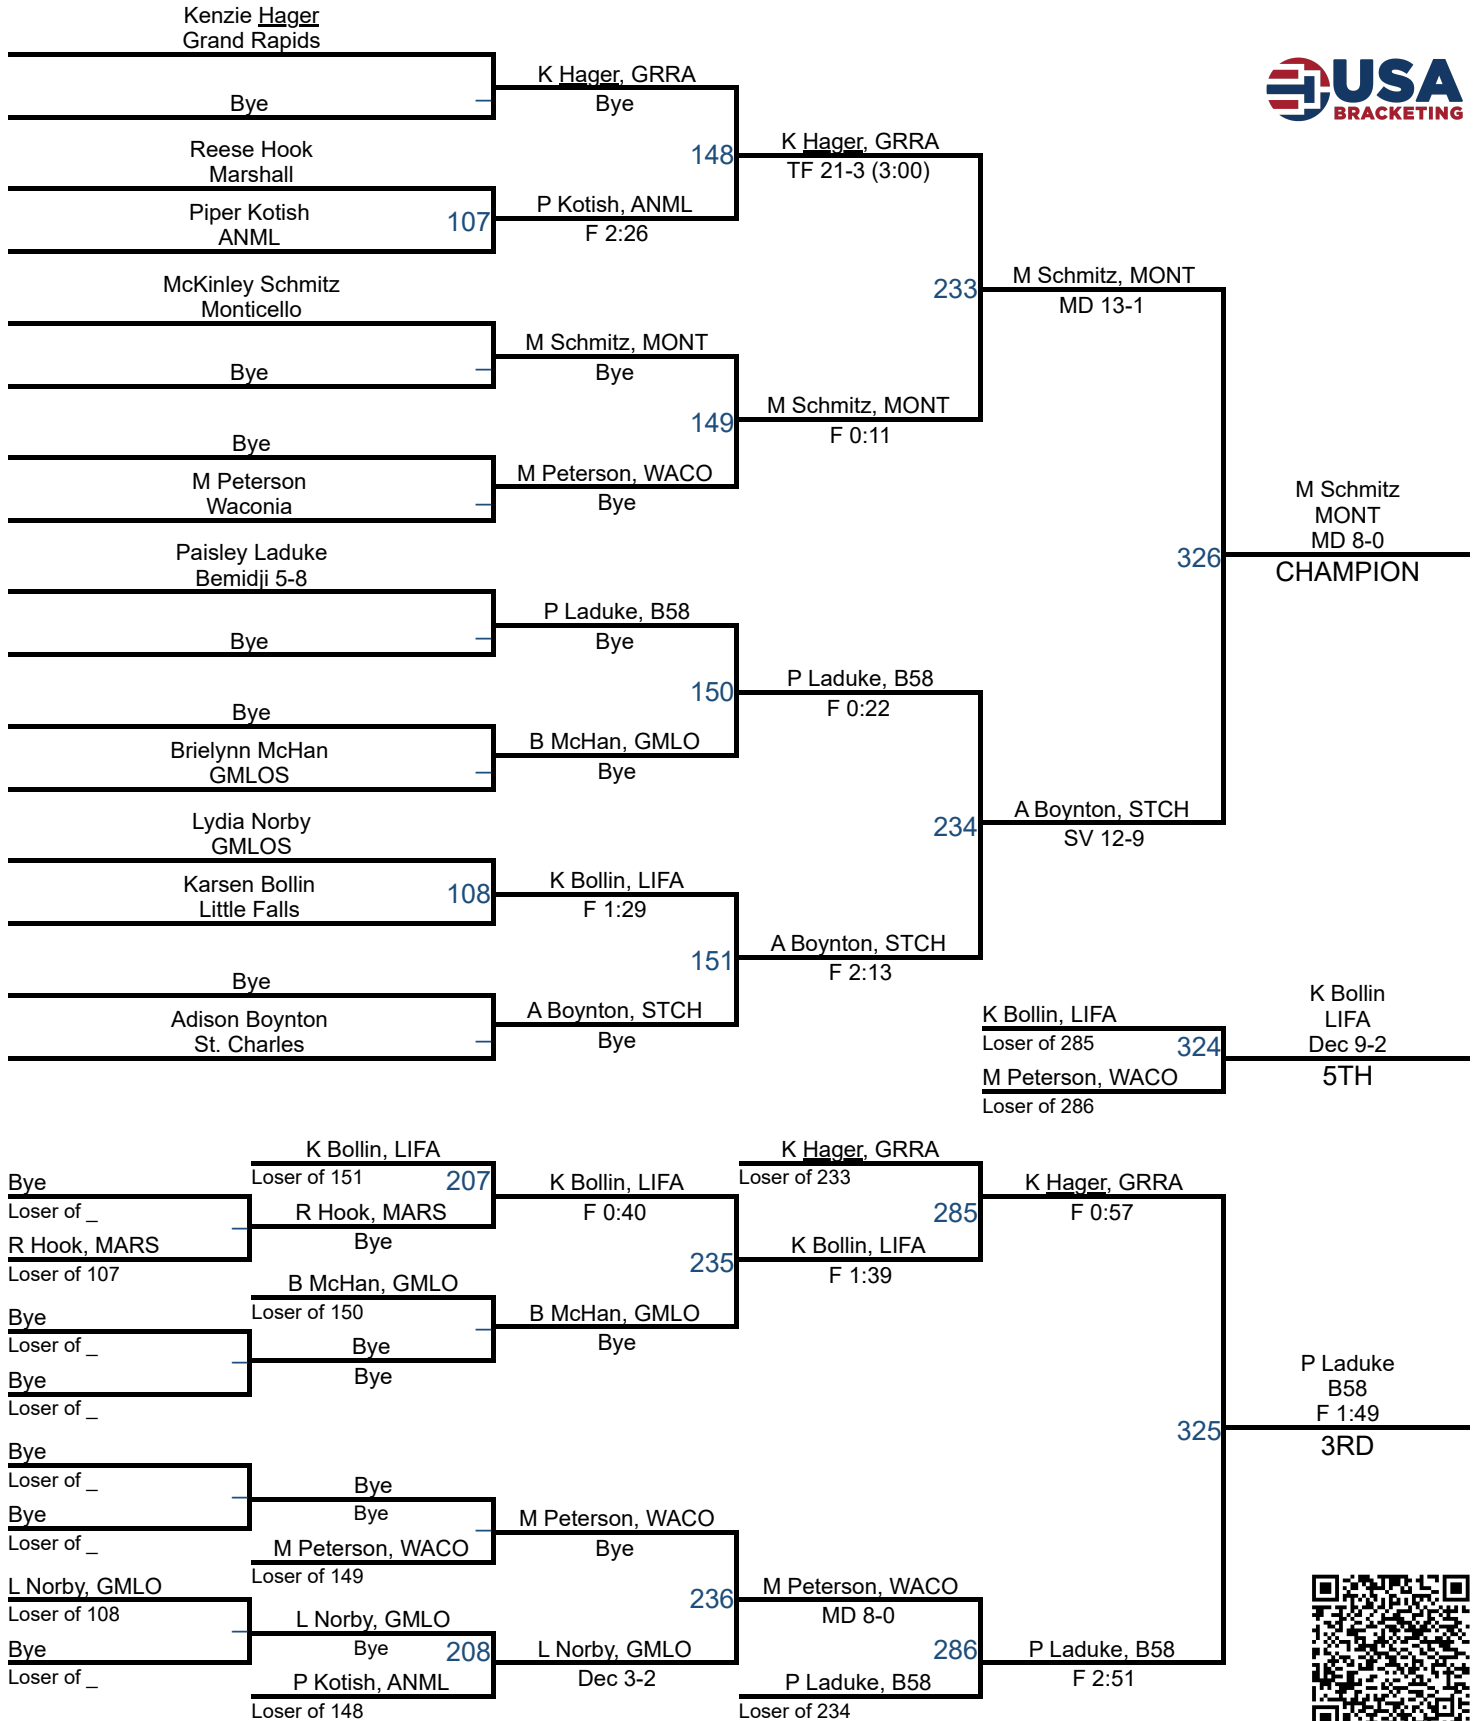 Kenzie Hager
Grand Rapids
Bye
_
K Hager, GRRA
Bye
Reese Hook
Marshall
Piper Kotish
ANML
107
P Kotish, ANML
F 2:26
148
K Hager, GRRA
TF 21-3 (3:00)
USA
BRACKETING
McKinley Schmitz
Monticello
Bye
_
M Schmitz, MONT
Bye
Bye
M Peterson
Waconia
_
M Peterson, WACO
Bye
149
M Schmitz, MONT
F 0:11
233
M Schmitz, MONT
MD 13-1
Paisley Laduke
Bemidji 5-8
Bye
_
P Laduke, B58
Bye
Bye
Brielynn McHan
GMLOS
_
B McHan, GMLO
Bye
150
P Laduke, B58
F 0:22
Lydia Norby
GMLOS
Karsen Bollin
Little Falls
108
K Bollin, LIFA
F 1:29
Bye
Adison Boynton
St. Charles
_
A Boynton, STCH
Bye
151
A Boynton, STCH
F 2:13
234
A Boynton, STCH
SV 12-9
326
M Schmitz
MONT
MD 8-0
CHAMPION
K Bollin, LIFA
Loser of 285
324
M Peterson, WACO
Loser of 286
K Bollin
LIFA
Dec 9-2
5TH
Bye
Loser of _
R Hook, MARS
Loser of 107
_
K Bollin, LIFA
Loser of 151
207
R Hook, MARS
Bye
K Bollin, LIFA
F 0:40
Bye
Loser of _
Bye
Loser of _
_
B McHan, GMLO
Loser of 150
_
Bye
Bye
B McHan, GMLO
Bye
235
K Hager, GRRA
Loser of 233
285
K Bollin, LIFA
F 1:39
K Hager, GRRA
F 0:57
Bye
Loser of _
Bye
Loser of _
_
Bye
Bye
_
M Peterson, WACO
Loser of 149
M Peterson, WACO
Bye
L Norby, GMLO
Loser of 108
Bye
Loser of _
_
L Norby, GMLO
Bye
208
P Kotish, ANML
Loser of 148
L Norby, GMLO
Dec 3-2
236
M Peterson, WACO
MD 8-0
286
P Laduke, B58
Loser of 234
P Laduke, B58
F 2:51
325
P Laduke
B58
F 1:49
3RD